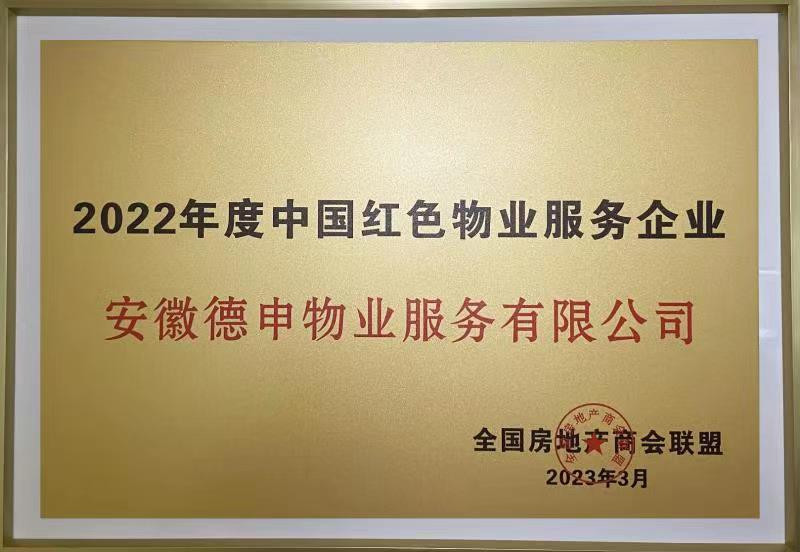 2022年度中国红色物业服务企业
安徽德申物业服务有限公司
全国房地产商会联盟
2023年3月